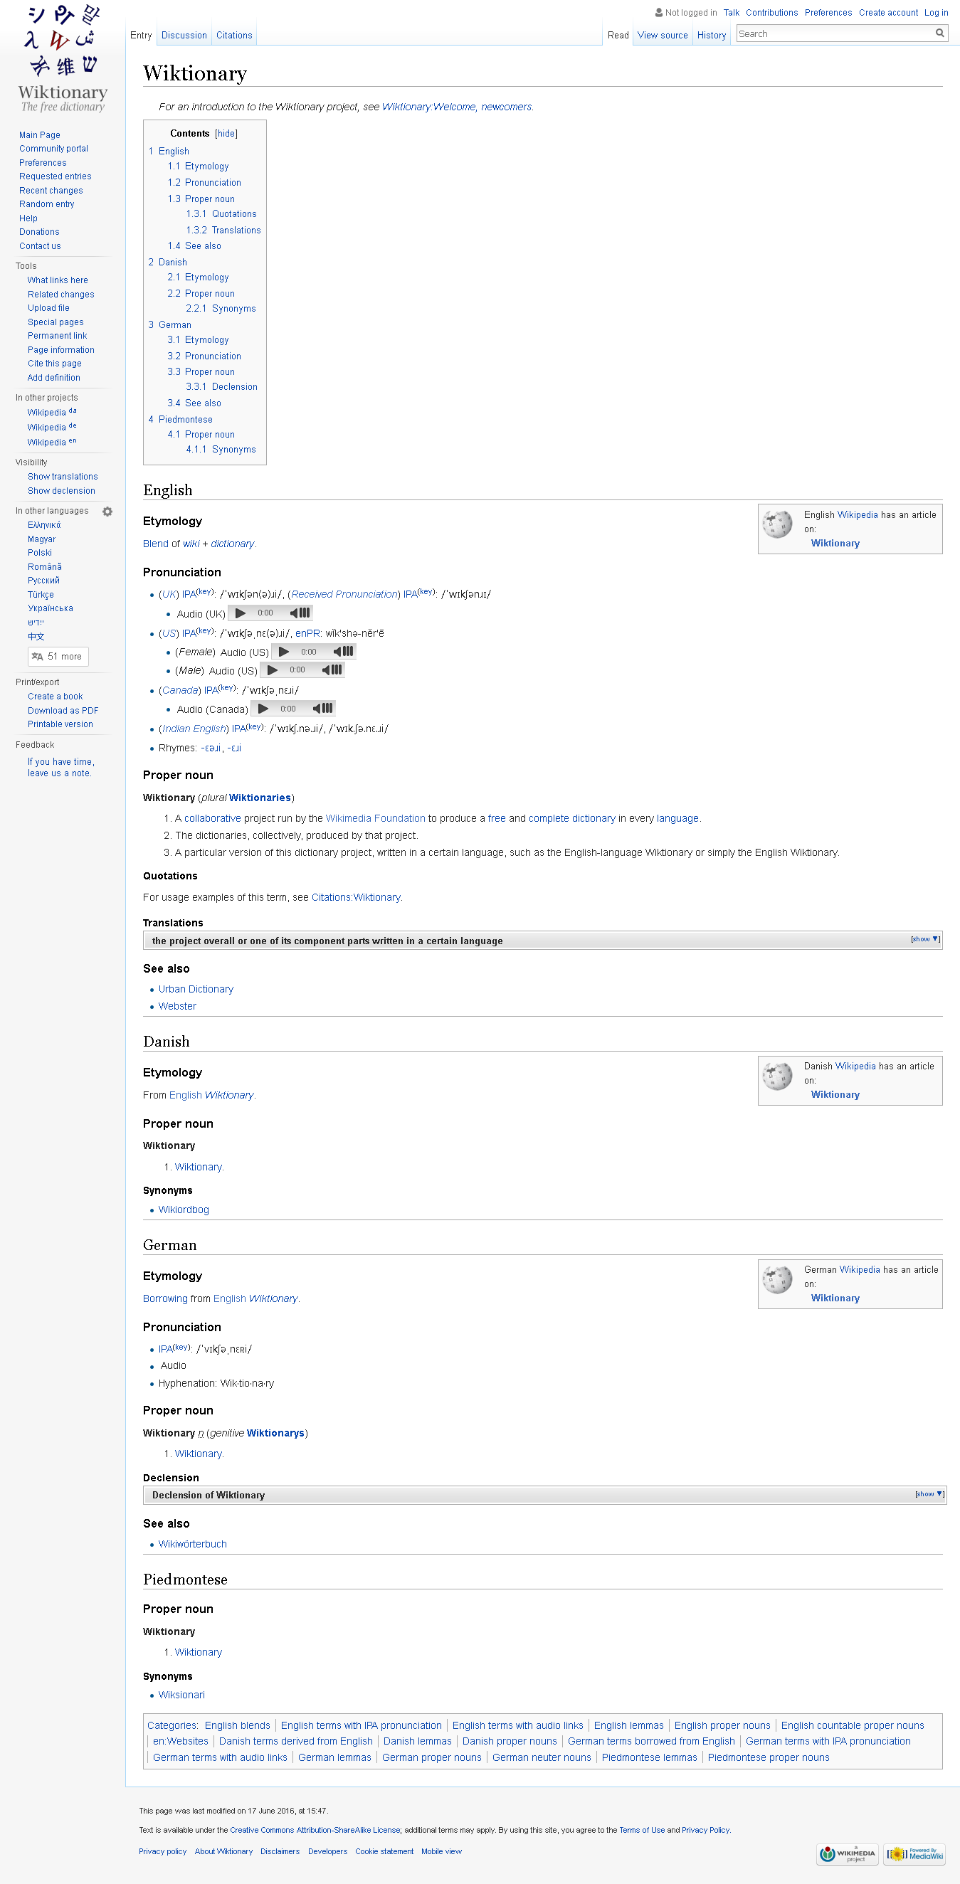 Not logged in Talk Contributions Preferences Create account Log in
Entry Discussion Citations Read View source History Search
Wiktionary
The free dictionary
Main Page
Community portal
Preferences
Requested entries
Recent changes
Random entry
Help
Donations
Contact us
Tools
What links here
Related changes
Upload file
Special pages
Permanent link
Page information
Cite this page
Add definition
In other projects
Wikipedia da
Wikipedia de
Wikipedia en
Visibility
Show translations
Show declension
In other languages
Ελληνικά
Magyar
Polski
Română
Русский
Türkçe
Українська
ייִדיש
中文
51 more
Print/export
Create a book
Download as PDF
Printable version
Feedback
If you have time,
leave us a note.
Wiktionary
For an introduction to the Wiktionary project, see Wiktionary:Welcome, newcomers.
Contents [hide]
1 English
1.1 Etymology
1.2 Pronunciation
1.3 Proper noun
1.3.1 Quotations
1.3.2 Translations
1.4 See also
2 Danish
2.1 Etymology
2.2 Proper noun
2.2.1 Synonyms
3 German
3.1 Etymology
3.2 Pronunciation
3.3 Proper noun
3.3.1 Declension
3.4 See also
4 Piedmontese
4.1 Proper noun
4.1.1 Synonyms
English
English Wikipedia has an article
on:
Wiktionary
Etymology
Blend of wiki + dictionary.
Pronunciation
• (UK) IPA(key): /ˈwɪkʃən(ə)ɹi/, (Received Pronunciation) IPA(key): /ˈwɪkʃənɹɪ/
• Audio (UK) 0:00
• (US) IPA(key): /ˈwɪkʃəˌnɛ(ə)ɹi/, enPR: wĭk'shə-nĕr'ē
• (Female) Audio (US) 0:00
• (Male) Audio (US) 0:00
• (Canada) IPA(key): /ˈwɪkʃəˌnɛɹi/
• Audio (Canada) 0:00
• (Indian English) IPA(key): /ˈwɪkʃ.nəɹi/, /ˈwɪk.ʃə.nɛ.ɹi/
• Rhymes: -ɛəɹi, -ɛɹi
Proper noun
Wiktionary (plural Wiktionaries)
1. A collaborative project run by the Wikimedia Foundation to produce a free and complete dictionary in every language.
2. The dictionaries, collectively, produced by that project.
3. A particular version of this dictionary project, written in a certain language, such as the English-language Wiktionary or simply the English Wiktionary.
Quotations
For usage examples of this term, see Citations:Wiktionary.
Translations
the project overall or one of its component parts written in a certain language [show ▼]
See also
• Urban Dictionary
• Webster
Danish
Danish Wikipedia has an article
on:
Wiktionary
Etymology
From English Wiktionary.
Proper noun
Wiktionary
1. Wiktionary.
Synonyms
• Wikiordbog
German
German Wikipedia has an article
on:
Wiktionary
Etymology
Borrowing from English Wiktionary.
Pronunciation
• IPA(key): /ˈvɪkʃəˌnɛʀi/
• Audio
• Hyphenation: Wik·tio·na·ry
Proper noun
Wiktionary n (genitive Wiktionarys)
1. Wiktionary.
Declension
Declension of Wiktionary [show ▼]
See also
• Wikiwörterbuch
Piedmontese
Proper noun
Wiktionary
1. Wiktionary
Synonyms
• Wiksionari
Categories: English blends | English terms with IPA pronunciation | English terms with audio links | English lemmas | English proper nouns | English countable proper nouns
| en:Websites | Danish terms derived from English | Danish lemmas | Danish proper nouns | German terms borrowed from English | German terms with IPA pronunciation
| German terms with audio links | German lemmas | German proper nouns | German neuter nouns | Piedmontese lemmas | Piedmontese proper nouns
This page was last modified on 17 June 2016, at 15:47.
Text is available under the Creative Commons Attribution-ShareAlike License; additional terms may apply. By using this site, you agree to the Terms of Use and Privacy Policy.
Privacy policy About Wiktionary Disclaimers Developers Cookie statement Mobile view
A WIKIMEDIA project
Powered By MediaWiki